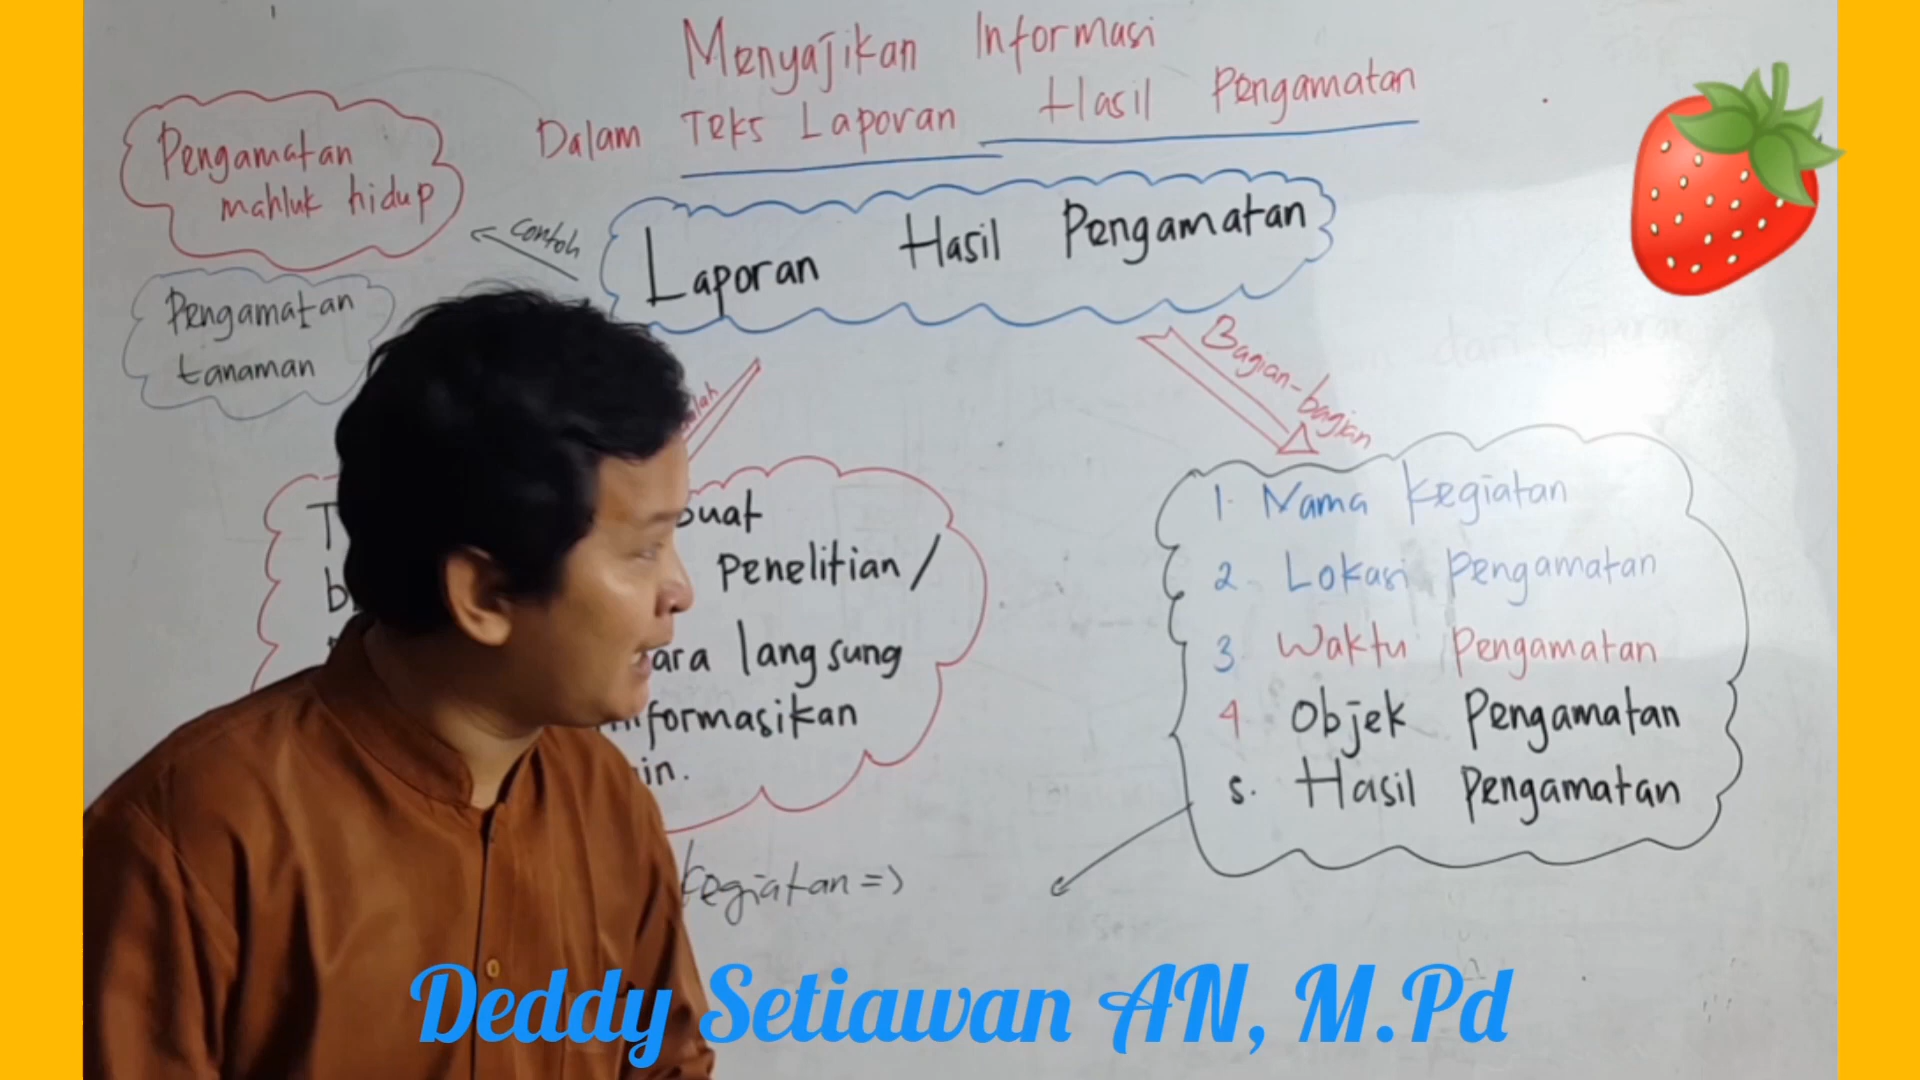 Menyajikan Informasi
Dalam Teks Laporan Hasil Pengamatan
Pengamatan
mahluk hidup
contoh
Laporan Hasil Pengamatan
Pengamatan
tanaman
Bagian-bagian
penelitian/
langsung
1. Nama kegiatan
2. Lokasi pengamatan
3 Waktu Pengamatan
4 Objek Pengamatan
5. Hasil Pengamatan
kegiatan =>
Deddy Setiawan AN, M.Pd